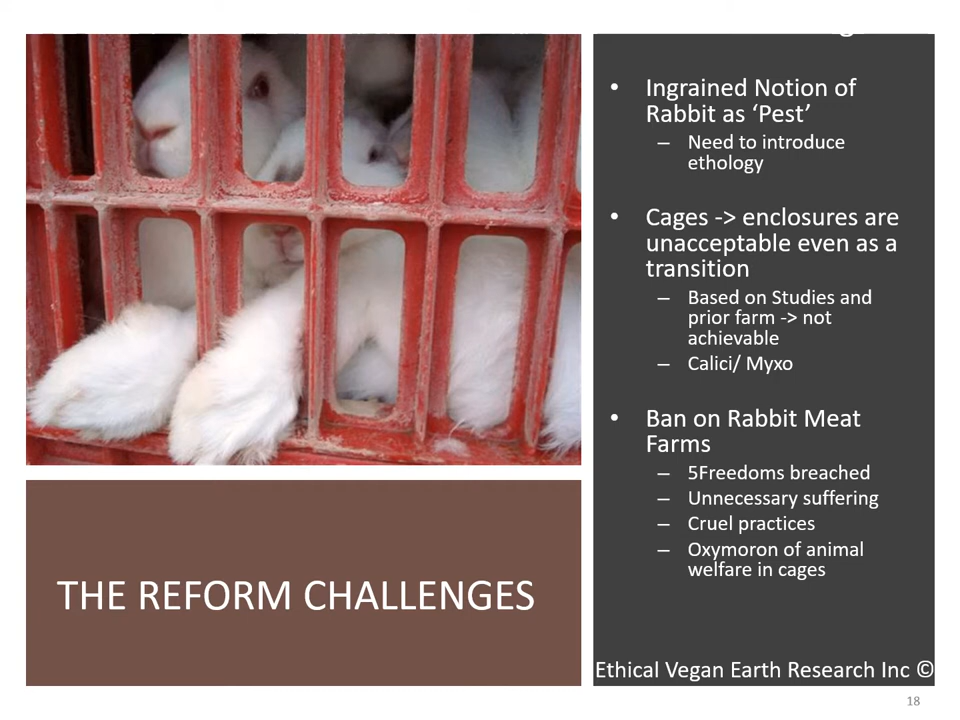 • Ingrained Notion of
Rabbit as ‘Pest’
– Need to introduce
ethology
• Cages -> enclosures are
unacceptable even as a
transition
– Based on Studies and
prior farm -> not
achievable
– Calici/ Myxo
• Ban on Rabbit Meat
Farms
– 5Freedoms breached
– Unnecessary suffering
– Cruel practices
– Oxymoron of animal
welfare in cages
THE REFORM CHALLENGES
Ethical Vegan Earth Research Inc ©
18